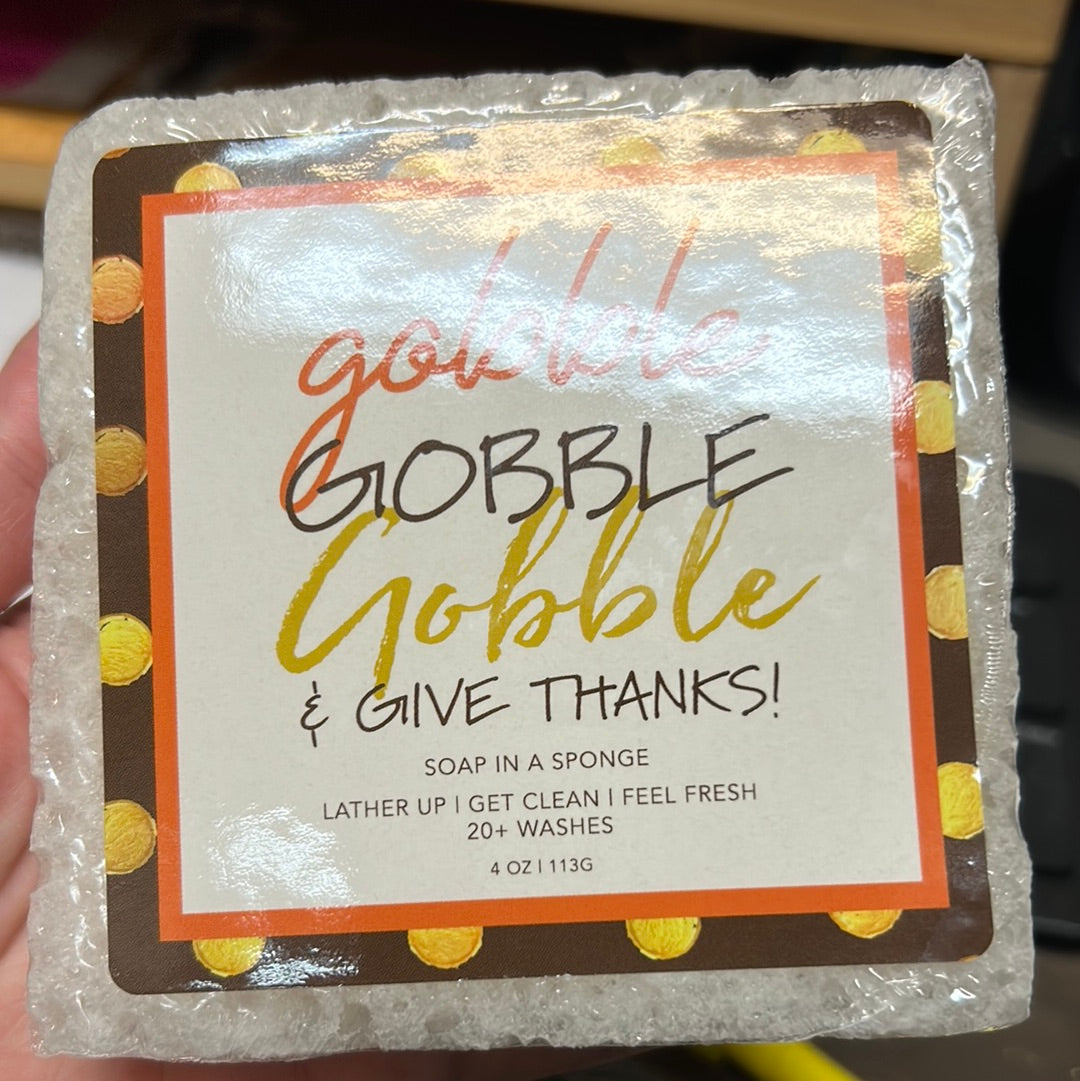 gobble
GOBBLE
Gobble
& GIVE THANKS!
SOAP IN A SPONGE
LATHER UP | GET CLEAN | FEEL FRESH
20+ WASHES
4 OZ | 113G